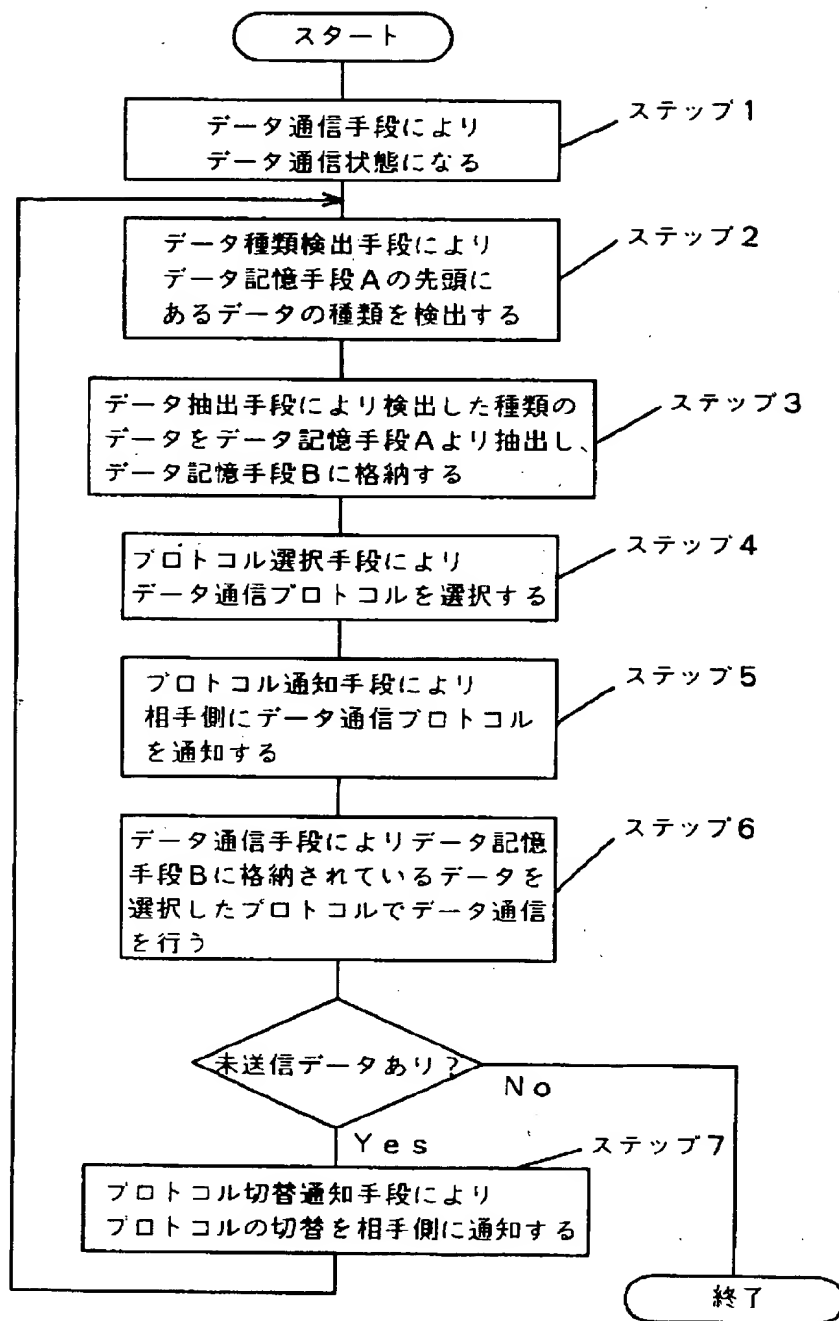 スタート
データ通信手段により
データ通信状態になる
ステップ1
データ種類検出手段により
データ記憶手段Aの先頭に
あるデータの種類を検出する
ステップ2
データ抽出手段により検出した種類の
データをデータ記憶手段Aより抽出し、
データ記憶手段Bに格納する
ステップ3
プロトコル選択手段により
データ通信プロトコルを選択する
ステップ4
プロトコル通知手段により
相手側にデータ通信プロトコル
を通知する
ステップ5
データ通信手段によりデータ記憶
手段Bに格納されているデータを
選択したプロトコルでデータ通信
を行う
ステップ6
未送信データあり?
No
Yes
ステップ7
プロトコル切替通知手段により
プロトコルの切替を相手側に通知する
終了